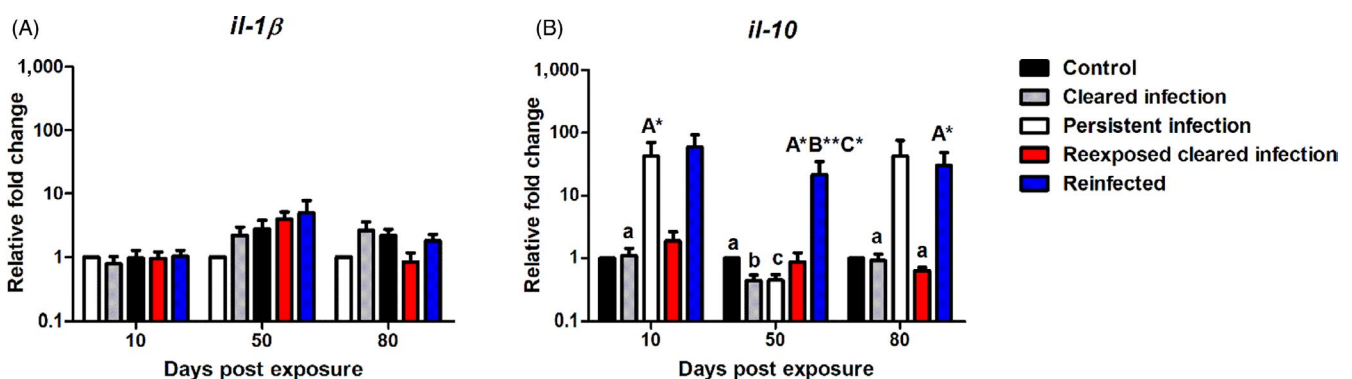 (A)
il-1β
1,000
100
10
1
0.1
Relative fold change
10 50 80
Days post exposure
(B)
il-10
1,000
100
10
1
0.1
Relative fold change
A* A*B**C* A*
a a b c a a
10 50 80
Days post exposure
Control
Cleared infection
Persistent infection
Reexposed cleared infection
Reinfected